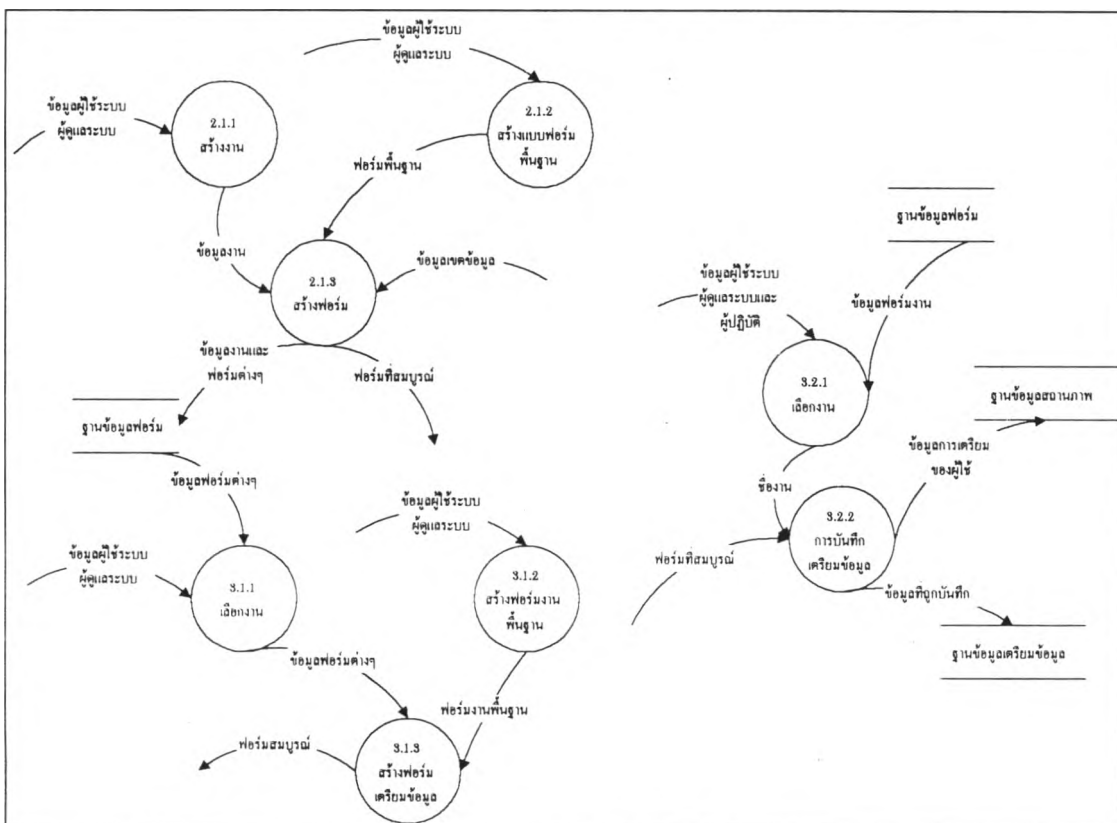 ข้อมูลผู้ใช้ระบบ
ผู้ดูแลระบบ
ข้อมูลผู้ใช้ระบบ
ผู้ดูแลระบบ
2.1.1
สร้างงาน
2.1.2
สร้างแบบฟอร์ม
พื้นฐาน
ฟอร์มพื้นฐาน
ข้อมูลงาน
ข้อมูลเขตข้อมูล
2.1.3
สร้างฟอร์ม
ข้อมูลงานและ
ฟอร์มต่างๆ
ฟอร์มที่สมบูรณ์
ฐานข้อมูลฟอร์ม
ข้อมูลฟอร์มต่างๆ
ข้อมูลผู้ใช้ระบบ
ผู้ดูแลระบบ
ข้อมูลผู้ใช้ระบบ
ผู้ดูแลระบบ
3.1.1
เลือกงาน
3.1.2
สร้างฟอร์มงาน
พื้นฐาน
ข้อมูลฟอร์มต่างๆ
ฟอร์มงานพื้นฐาน
ฟอร์มสมบูรณ์
3.1.3
สร้างฟอร์ม
เตรียมข้อมูล
ฐานข้อมูลฟอร์ม
ข้อมูลผู้ใช้ระบบ
ผู้ดูแลระบบและ
ผู้ปฏิบัติ
ข้อมูลฟอร์มงาน
3.2.1
เลือกงาน
ฐานข้อมูลสถานภาพ
ข้อมูลการเตรียม
ของผู้ใช้
ชื่องาน
3.2.2
การบันทึก
เตรียมข้อมูล
ฟอร์มที่สมบูรณ์
ข้อมูลที่ถูกบันทึก
ฐานข้อมูลเตรียมข้อมูล